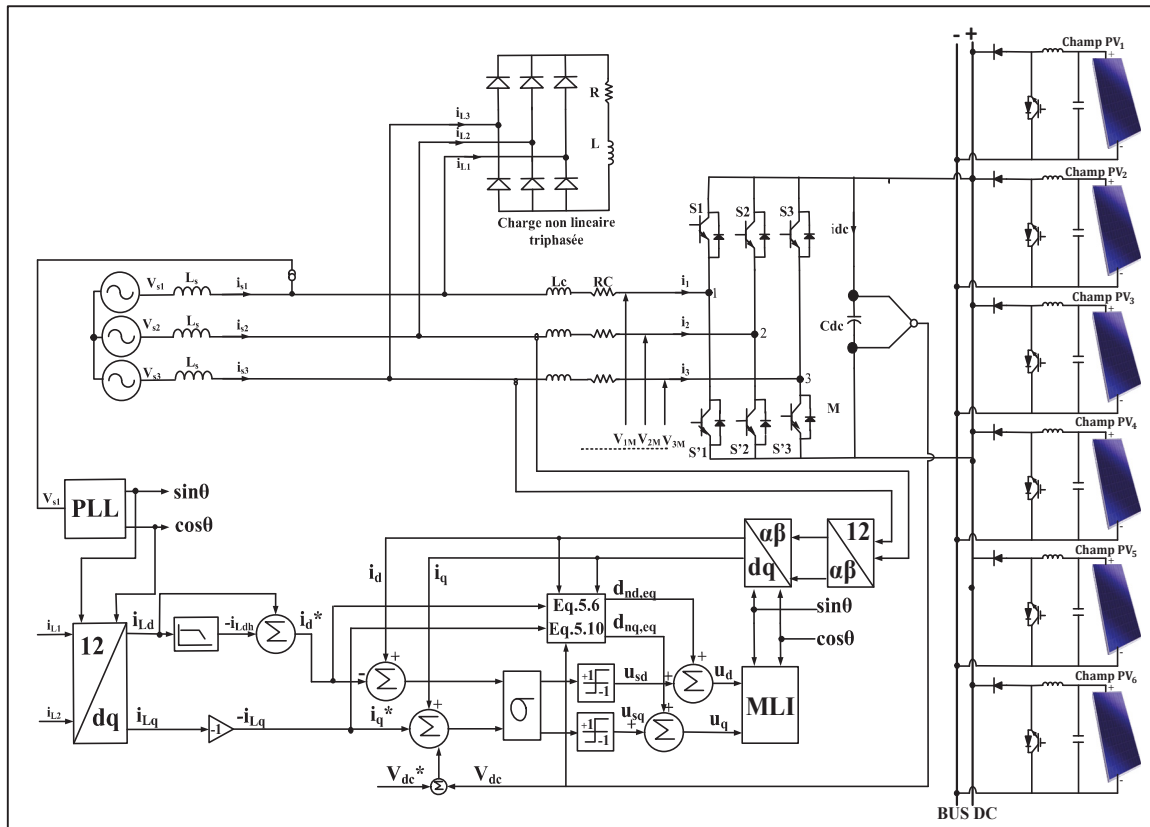 - +
Champ PV1
+
-
Champ PV2
+
-
Champ PV3
+
-
Champ PV4
+
-
Champ PV5
+
-
Champ PV6
+
-
BUS DC
R
L
iL3
iL2
iL1
Charge non lineaire
triphasée
S1 S2 S3
idc
Cdc
Vs1 Ls is1
Lc RC i1 1
Vs2 Ls is2
i2 2
Vs3 Ls is3
i3 3
M
V1M V2M V3M
S'1 S'2 S'3
Vs1 PLL
sinθ
cosθ
id
iq
αβ
dq
12
αβ
sinθ
cosθ
Eq.5.6
Eq.5.10
dnd,eq
dnq,eq
iL1
iL2
12
dq
iLd
-iLdh
Σ
id*
iLq
-1
-iLq
iq*
+
-
Σ
+
Σ
σ
+1
-1
usd
+
+
Σ
ud
+1
-1
usq
+
+
Σ
uq
MLI
Vdc*
Σ
Vdc